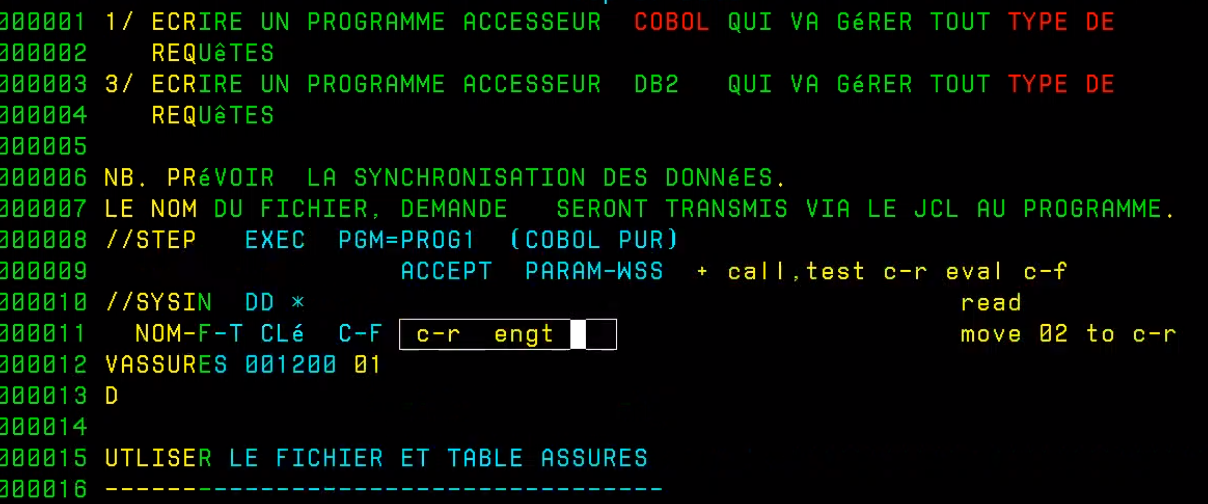 000001 1/ ECRIRE UN PROGRAMME ACCESSEUR COBOL QUI VA GéRER TOUT TYPE DE
000002 REQUêTES
000003 3/ ECRIRE UN PROGRAMME ACCESSEUR DB2 QUI VA GéRER TOUT TYPE DE
000004 REQUêTES
000005
000006 NB. PRéVOIR LA SYNCHRONISATION DES DONNéES.
000007 LE NOM DU FICHIER, DEMANDE SERONT TRANSMIS VIA LE JCL AU PROGRAMME.
000008 //STEP EXEC PGM=PROG1 (COBOL PUR)
000009 ACCEPT PARAM-WSS + call,test c-r eval c-f
000010 //SYSIN DD * read
000011 NOM-F-T CLé C-F c-r engt move 02 to c-r
000012 VASSURES 001200 01
000013 D
000014
000015 UTLISER LE FICHIER ET TABLE ASSURES
000016 ------------------------------------